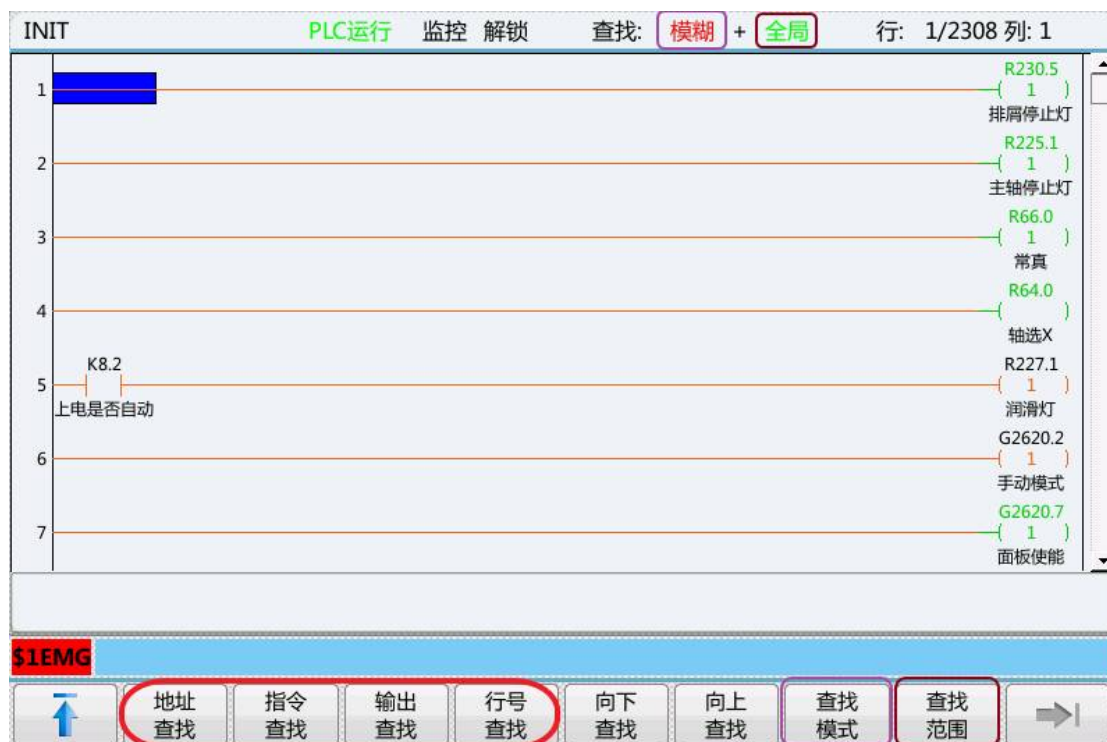 INIT PLC运行 监控 解锁 查找: 模糊 + 全局 行: 1/2308 列: 1
R230.5
1 ( 1 )
排屑停止灯
R225.1
2 ( 1 )
主轴停止灯
R66.0
3 ( 1 )
常真
R64.0
4 ( )
轴选X
K8.2 R227.1
5 ( 1 )
上电是否自动 润滑灯
G2620.2
6 ( 1 )
手动模式
G2620.7
7 ( 1 )
面板使能
$1EMG
地址 指令 输出 行号 向下 向上 查找 查找
查找 查找 查找 查找 查找 查找 模式 范围